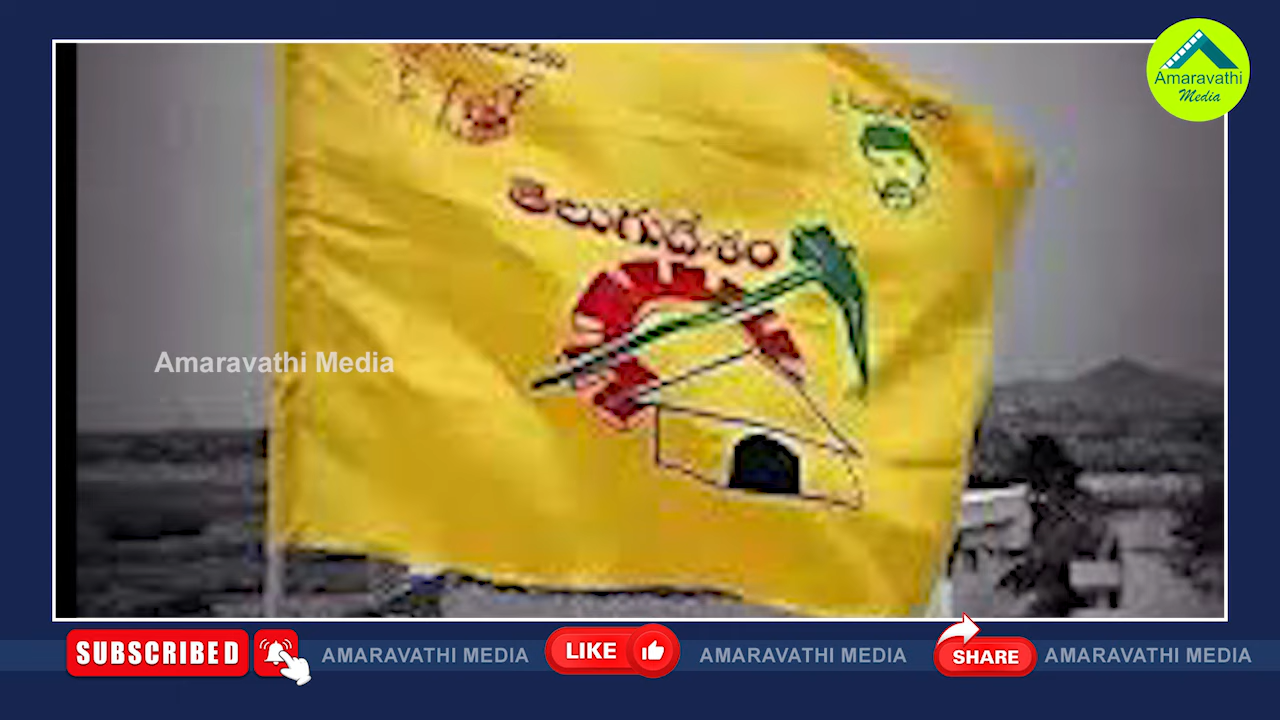 Amaravathi
Media
తెలుగుదేశం
Amaravathi Media
SUBSCRIBED
AMARAVATHI MEDIA
LIKE
AMARAVATHI MEDIA
SHARE
AMARAVATHI MEDIA